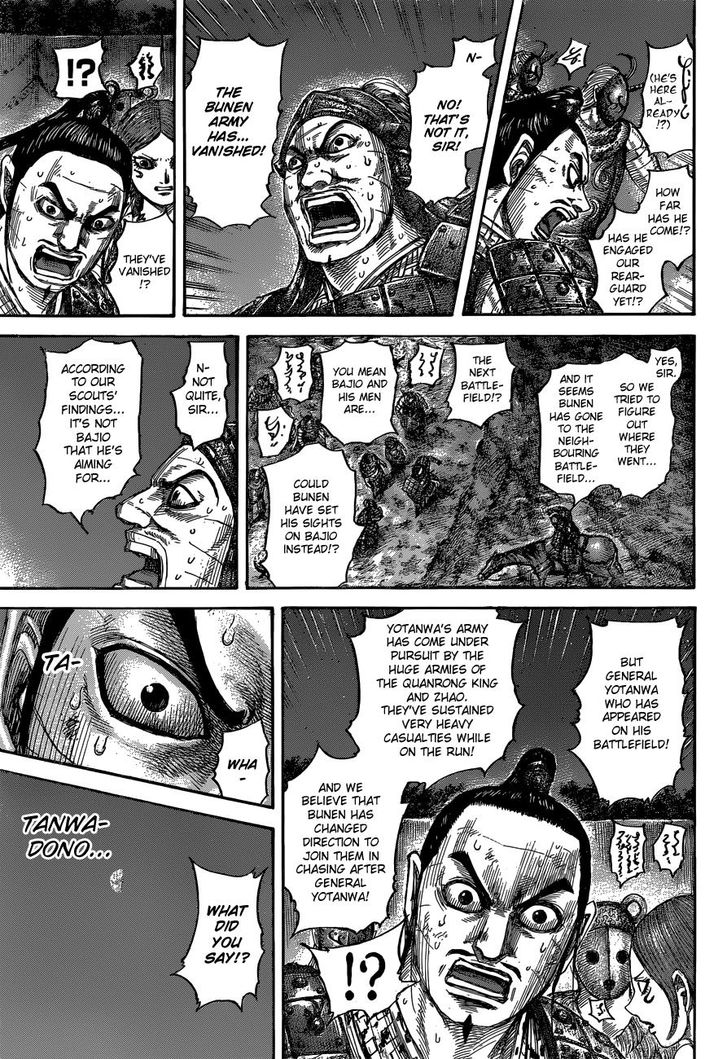 (HE'S
HERE
AL-
READY
!?)
HOW
FAR
HAS HE
COME!?
HAS HE
ENGAGED
OUR
REAR-
GUARD
YET!?
N-
NO!
THAT'S
NOT IT,
SIR!
THE
BUNEN
ARMY
HAS...
VANISHED!
!?
THEY'VE
VANISHED
!?
YES,
SIR.
SO WE
TRIED TO
FIGURE
OUT
WHERE
THEY
WENT...
AND IT
SEEMS
BUNEN
HAS GONE
TO THE
NEIGH-
BOURING
BATTLE-
FIELD...
THE
NEXT
BATTLE-
FIELD!?
YOU MEAN
BAJIO AND
HIS MEN
ARE...
COULD
BUNEN
HAVE SET
HIS SIGHTS
ON BAJIO
INSTEAD!?
N-
NOT
QUITE,
SIR...
ACCORDING
TO OUR
SCOUTS'
FINDINGS...
IT'S NOT
BAJIO
THAT HE'S
AIMING
FOR...
BUT
GENERAL
YOTANWA
WHO HAS
APPEARED
ON HIS
BATTLEFIELD!
YOTANWA'S ARMY
HAS COME UNDER
PURSUIT BY THE
HUGE ARMIES OF
THE QUANRONG KING
AND ZHAO.
THEY'VE SUSTAINED
VERY HEAVY
CASUALTIES WHILE
ON THE RUN!
AND WE
BELIEVE THAT
BUNEN HAS
CHANGED
DIRECTION TO
JOIN THEM IN
CHASING AFTER
GENERAL
YOTANWA!
!?
TA-
WHA
-
TANWA-
DONO...
WHAT
DID
YOU
SAY!?